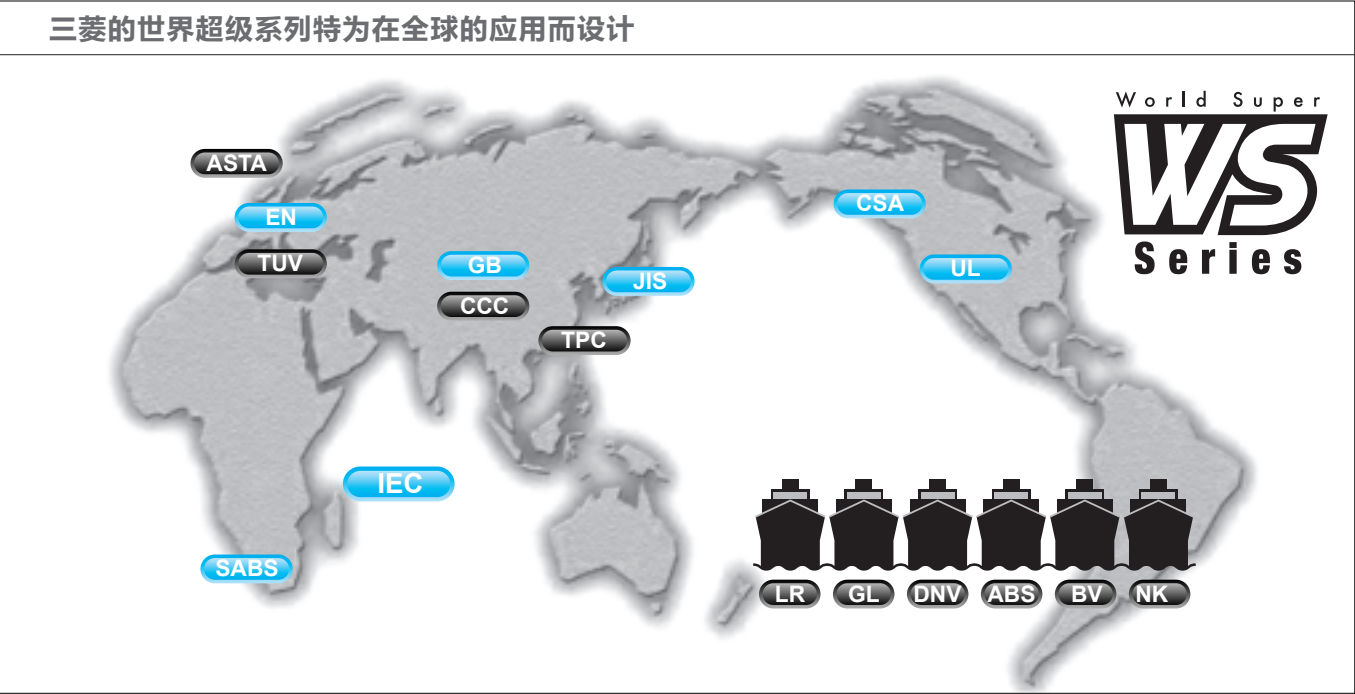 三菱的世界超级系列特为在全球的应用而设计
World Super
WS
Series
ASTA
EN
TUV
GB
CCC
JIS
TPC
CSA
UL
IEC
SABS
LR GL DNV ABS BV NK